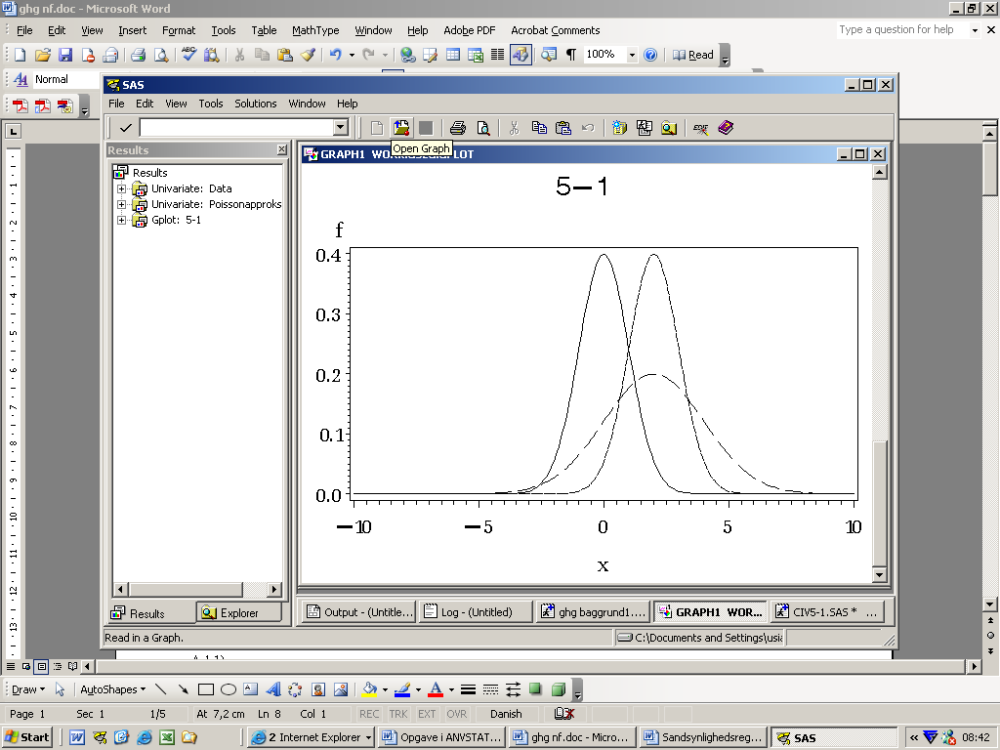 ghg nf.doc - Microsoft Word
File Edit View Insert Format Tools Table MathType Window Help Adobe PDF Acrobat Comments
Type a question for help
100%
Read
Normal
SAS
File Edit View Tools Solutions Window Help
Results
Open Graph
Results
Univariate: Data
Univariate: Poissonapproks
Gplot: 5-1
Results
Explorer
GRAPH1
5-1
f
0.4
0.3
0.2
0.1
0.0
-10 -5 0 5 10
x
Output - (Untitle...
Log - (Untitled)
ghg baggrund1....
GRAPH1 WOR...
CIV5-1.SAS * ...
Read in a Graph.
C:\Documents and Settings\usi
Draw
AutoShapes
Page 1 Sec 1 1/5 At 7,2 cm Ln 8 Col 1 REC TRK EXT OVR Danish
Start
2 Internet Explorer
Opgave i ANVSTAT...
ghg nf.doc - Micro...
Sandsynlighedsreg...
SAS
08:42